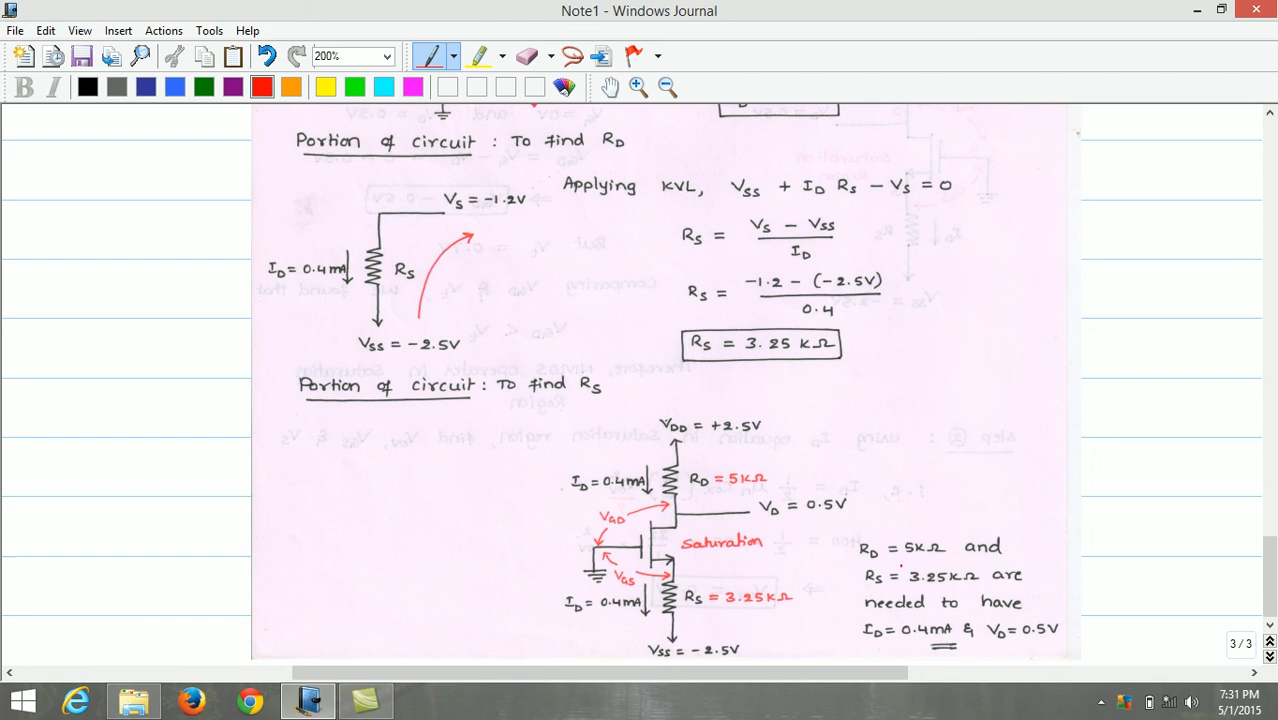 Note1 - Windows Journal
File Edit View Insert Actions Tools Help
200%
B I
Portion of circuit : To find RD
Applying KVL, VSS + ID RS - VS = 0
VS = -1.2V
RS = VS - VSS / ID
ID = 0.4mA RS
RS = -1.2 - (-2.5V) / 0.4
VSS = -2.5V
RS = 3.25 KΩ
Portion of circuit : To find RS
VDD = +2.5V
ID = 0.4mA RD = 5KΩ
VD = 0.5V
VGD
Saturation
VGS
ID = 0.4mA RS = 3.25KΩ
VSS = -2.5V
RD = 5KΩ and
RS = 3.25KΩ are
needed to have
ID = 0.4mA & VD = 0.5V
3 / 3
7:31 PM
5/1/2015